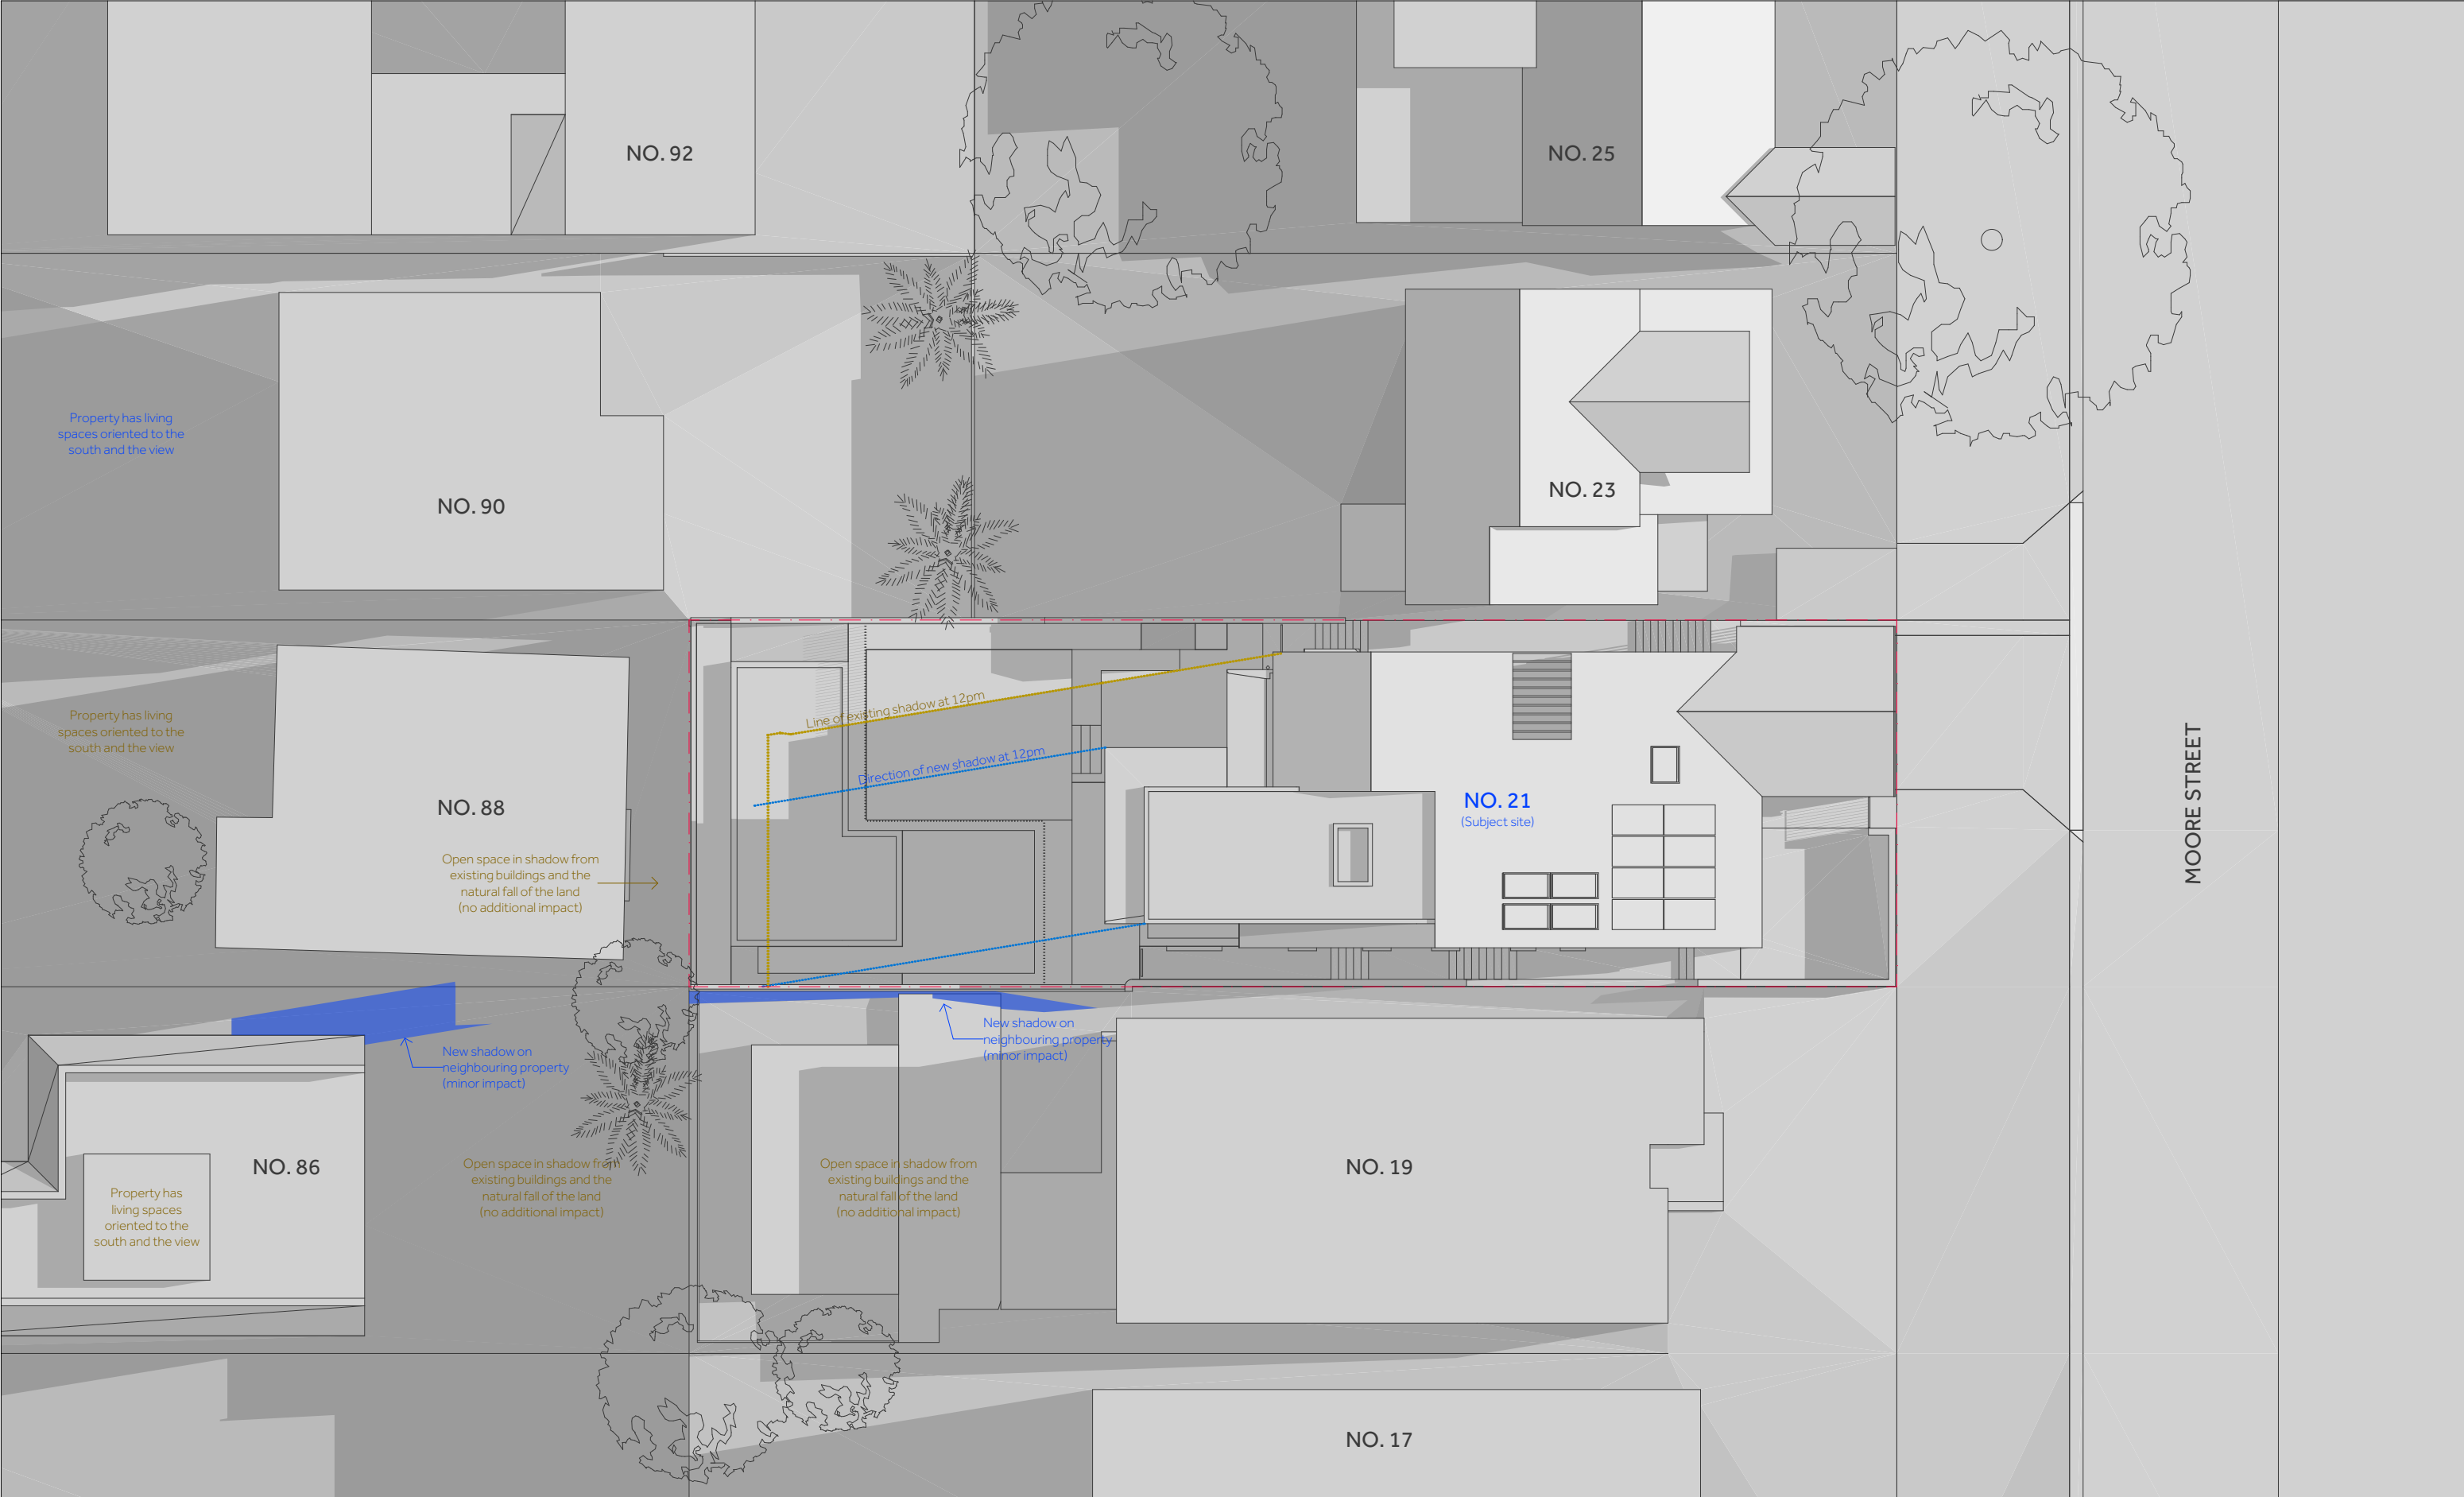 NO. 92
NO. 25
Property has living
spaces oriented to the
south and the view
NO. 90
NO. 23
Property has living
spaces oriented to the
south and the view
Line of existing shadow at 12pm
Direction of new shadow at 12pm
NO. 88
NO. 21
(Subject site)
MOORE STREET
Open space in shadow from
existing buildings and the
natural fall of the land
(no additional impact)
New shadow on
neighbouring property
(minor impact)
New shadow on
neighbouring property
(minor impact)
NO. 86
Property has
living spaces
oriented to the
south and the view
Open space in shadow from
existing buildings and the
natural fall of the land
(no additional impact)
Open space in shadow from
existing buildings and the
natural fall of the land
(no additional impact)
NO. 19
NO. 17